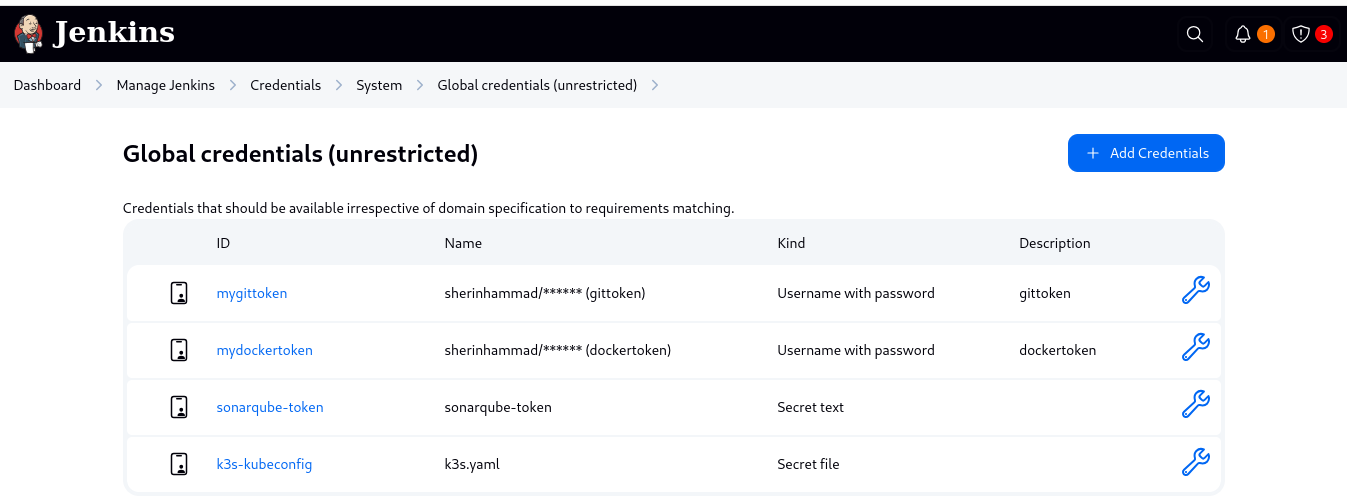 Jenkins
1
3
Dashboard > Manage Jenkins > Credentials > System > Global credentials (unrestricted) >
Global credentials (unrestricted)
+ Add Credentials
Credentials that should be available irrespective of domain specification to requirements matching.
ID Name Kind Description
mygittoken sherinhammad/****** (gittoken) Username with password gittoken
mydockertoken sherinhammad/****** (dockertoken) Username with password dockertoken
sonarqube-token sonarqube-token Secret text
k3s-kubeconfig k3s.yaml Secret file